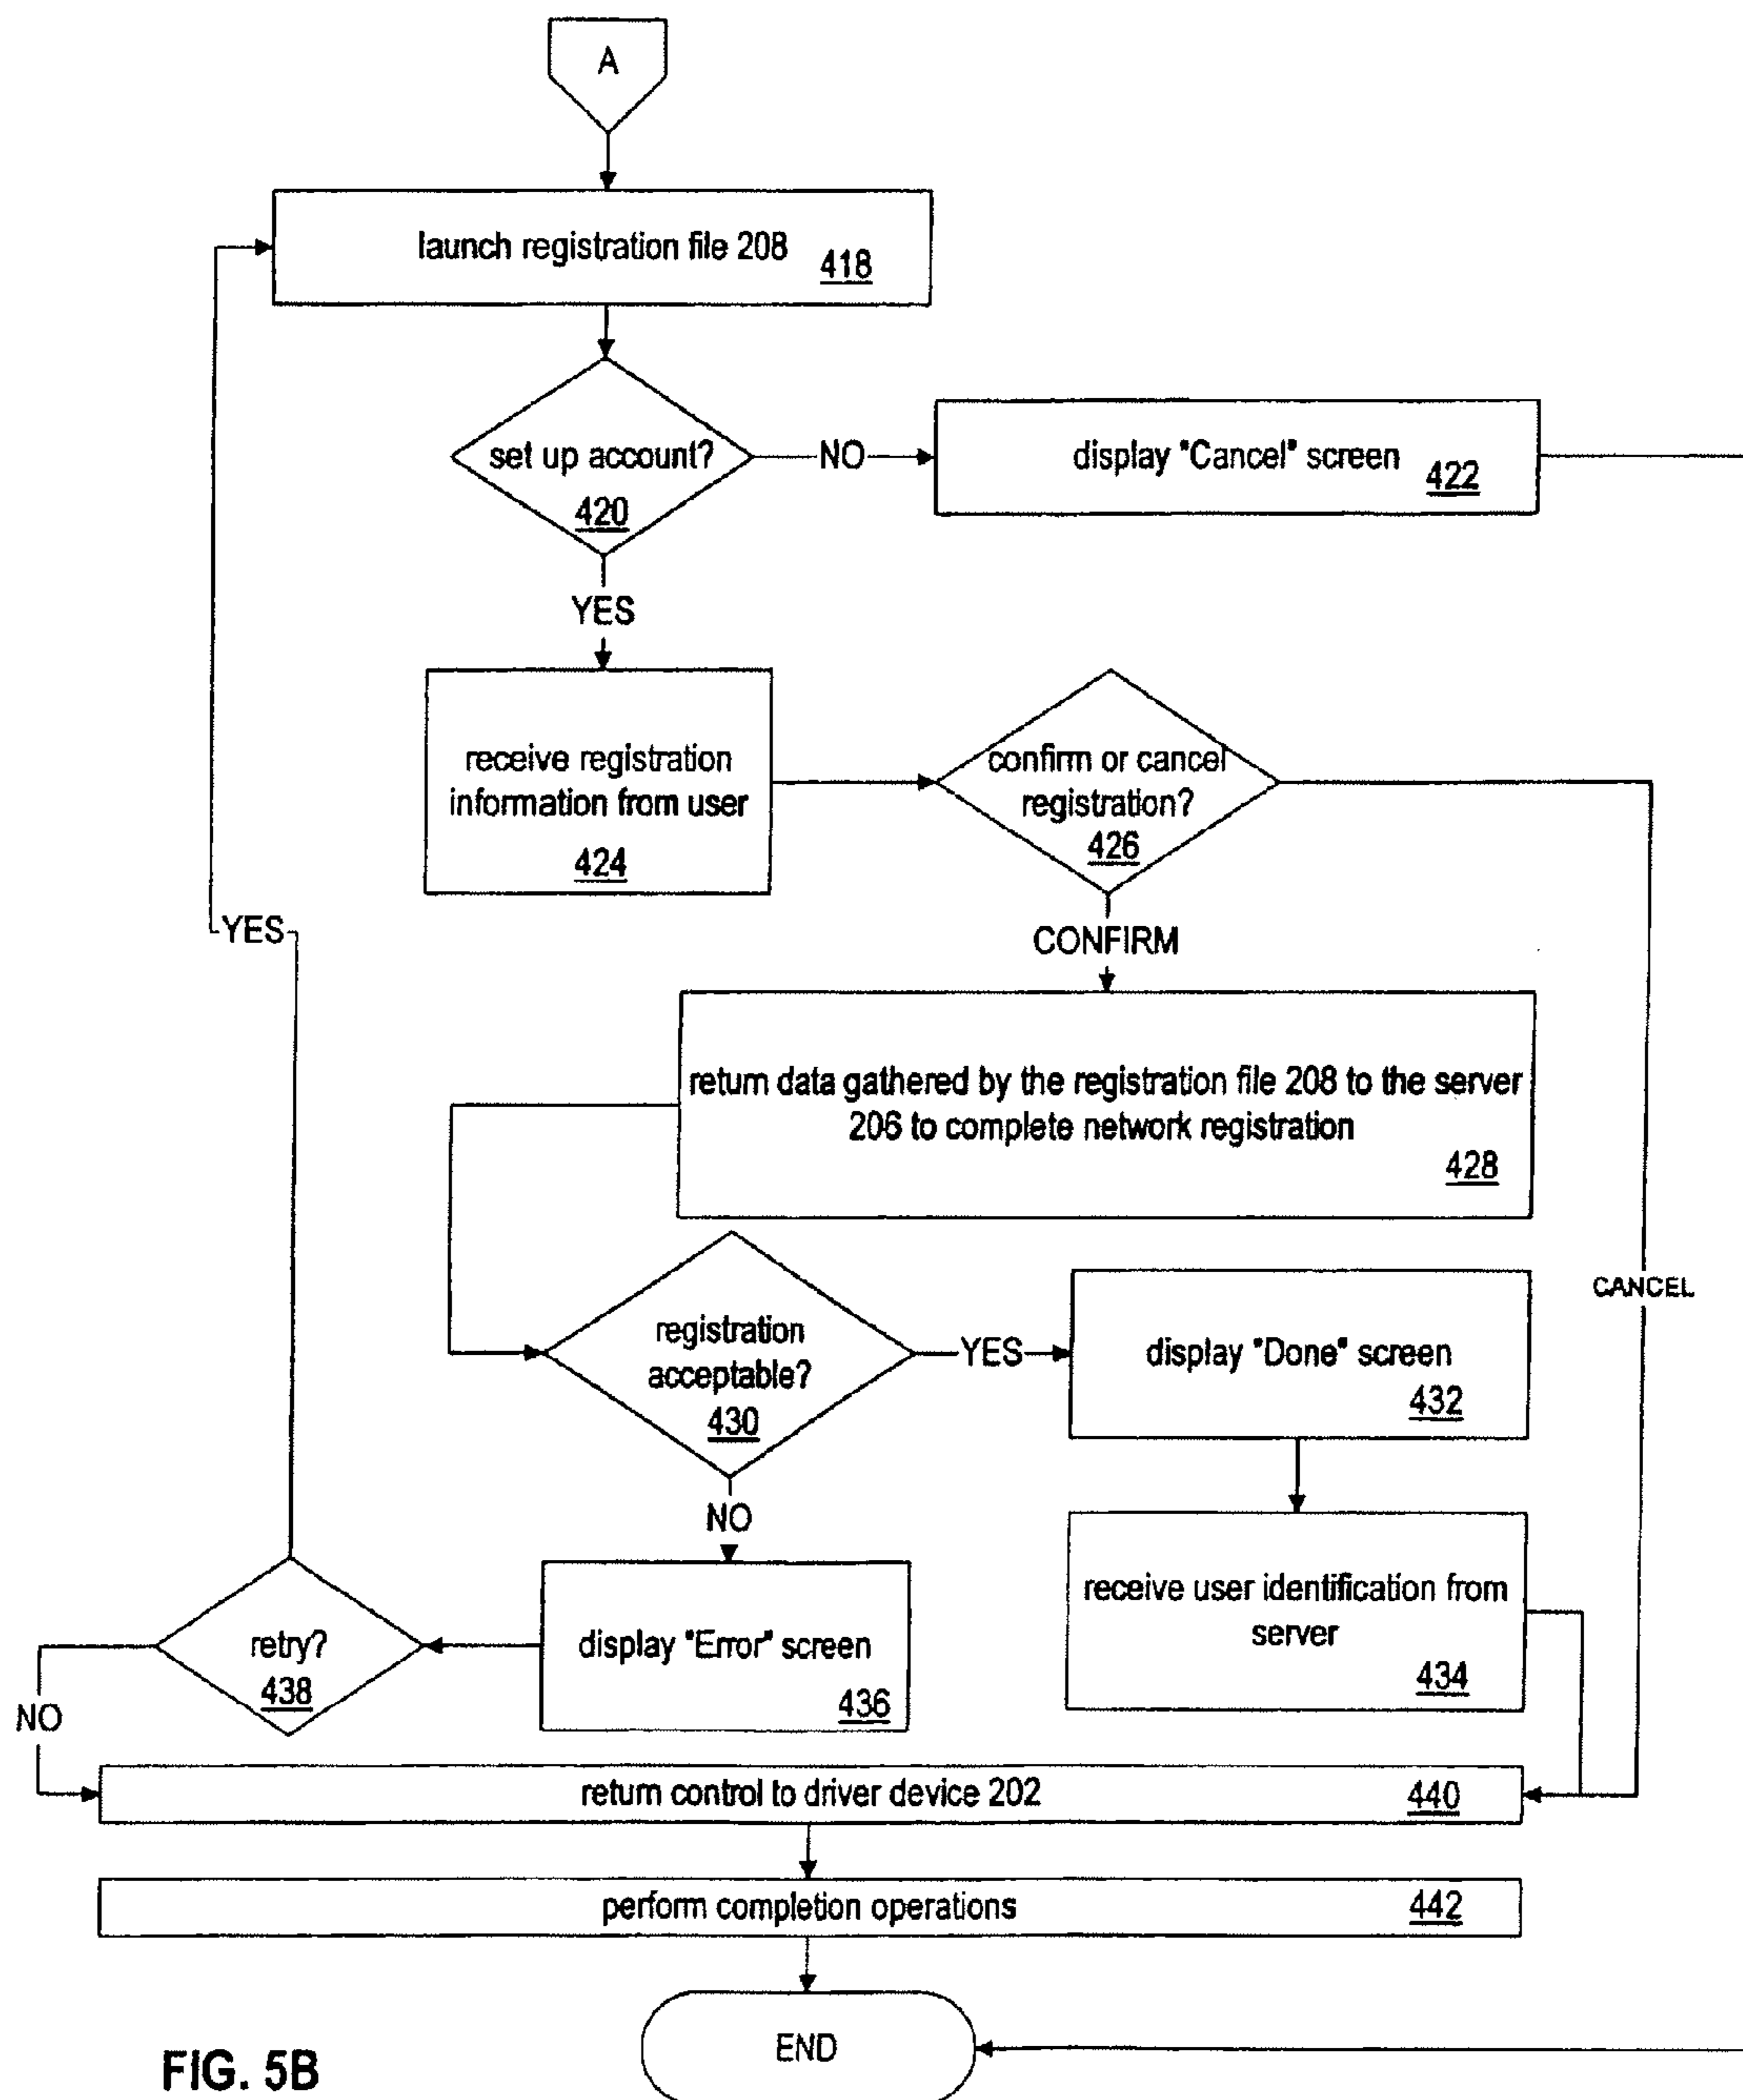 A
launch registration file 208
418
set up account?
420
NO
display "Cancel" screen
422
YES
receive registration
information from user
424
confirm or cancel
registration?
426
YES
CONFIRM
return data gathered by the registration file 208 to the server
206 to complete network registration
428
CANCEL
registration
acceptable?
430
YES
display "Done" screen
432
NO
receive user identification from
server
434
retry?
438
display "Error" screen
436
NO
return control to driver device 202
440
perform completion operations
442
END
FIG. 5B